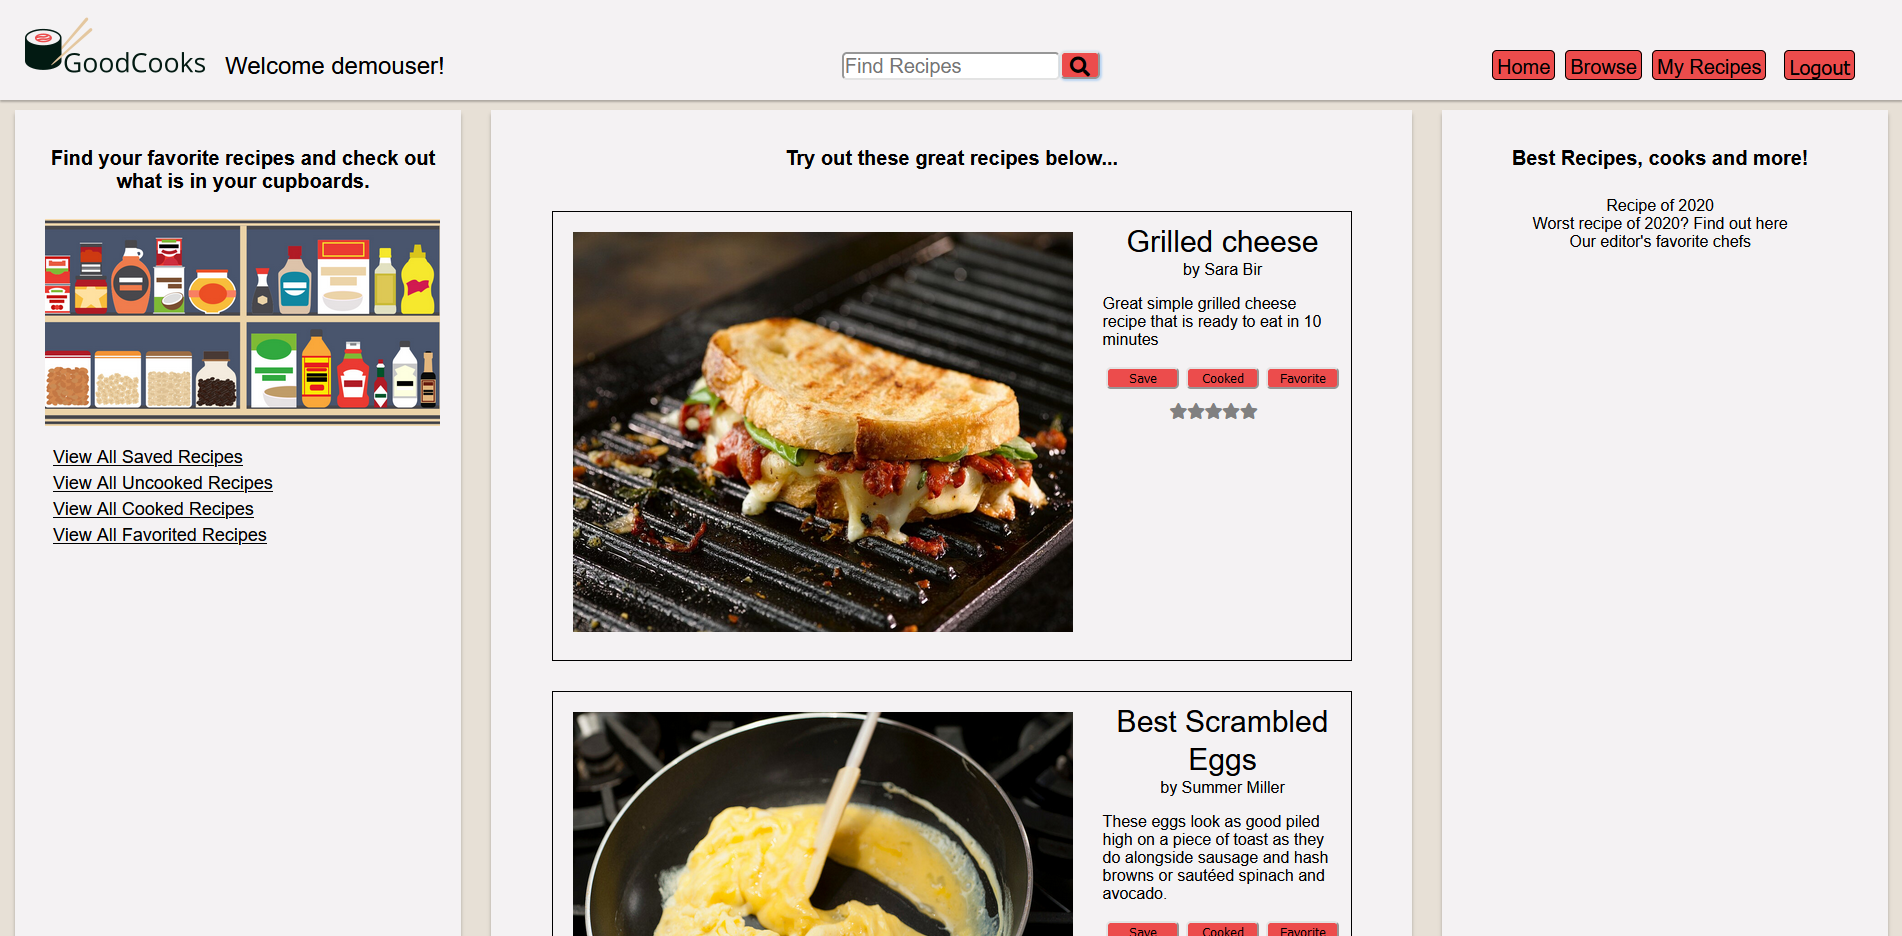 GoodCooks
Welcome demouser!
Find Recipes
Home
Browse
My Recipes
Logout
Find your favorite recipes and check out
what is in your cupboards.
View All Saved Recipes
View All Uncooked Recipes
View All Cooked Recipes
View All Favorited Recipes
Try out these great recipes below...
Grilled cheese
by Sara Bir
Great simple grilled cheese
recipe that is ready to eat in 10
minutes
Save
Cooked
Favorite
Best Scrambled
Eggs
by Summer Miller
These eggs look as good piled
high on a piece of toast as they
do alongside sausage and hash
browns or sautéed spinach and
avocado.
Save
Cooked
Favorite
Best Recipes, cooks and more!
Recipe of 2020
Worst recipe of 2020? Find out here
Our editor's favorite chefs